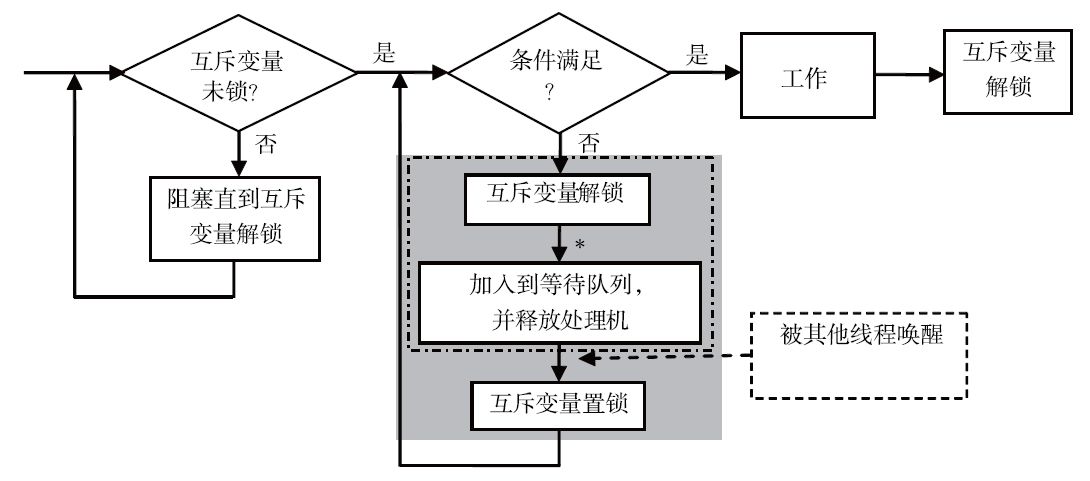 互斥变量
未锁?
是
否
阻塞直到互斥
变量解锁
条件满足
?
是
否
工作
互斥变量
解锁
互斥变量解锁
*
加入到等待队列，
并释放处理机
被其他线程唤醒
互斥变量置锁